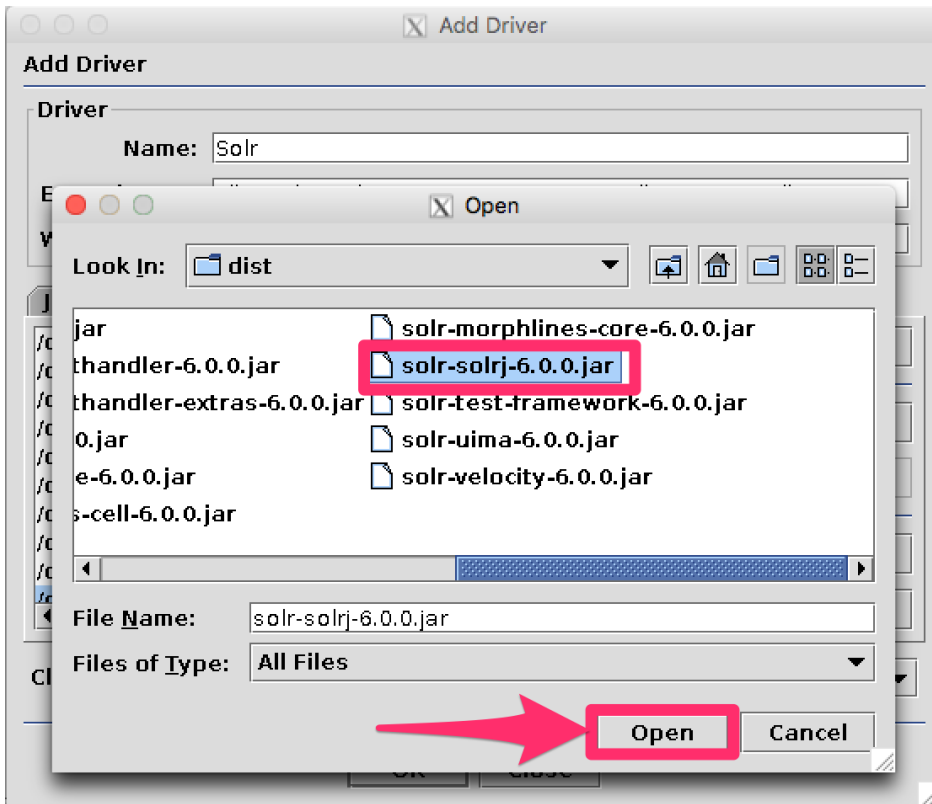 Add Driver
Add Driver
Driver
Name: Solr
Open
Look In: dist
jar
solr-morphlines-core-6.0.0.jar
thandler-6.0.0.jar
solr-solrj-6.0.0.jar
thandler-extras-6.0.0.jar
solr-test-framework-6.0.0.jar
0.jar
solr-uima-6.0.0.jar
e-6.0.0.jar
solr-velocity-6.0.0.jar
s-cell-6.0.0.jar
File Name: solr-solrj-6.0.0.jar
Files of Type: All Files
Open
Cancel
OK
Close